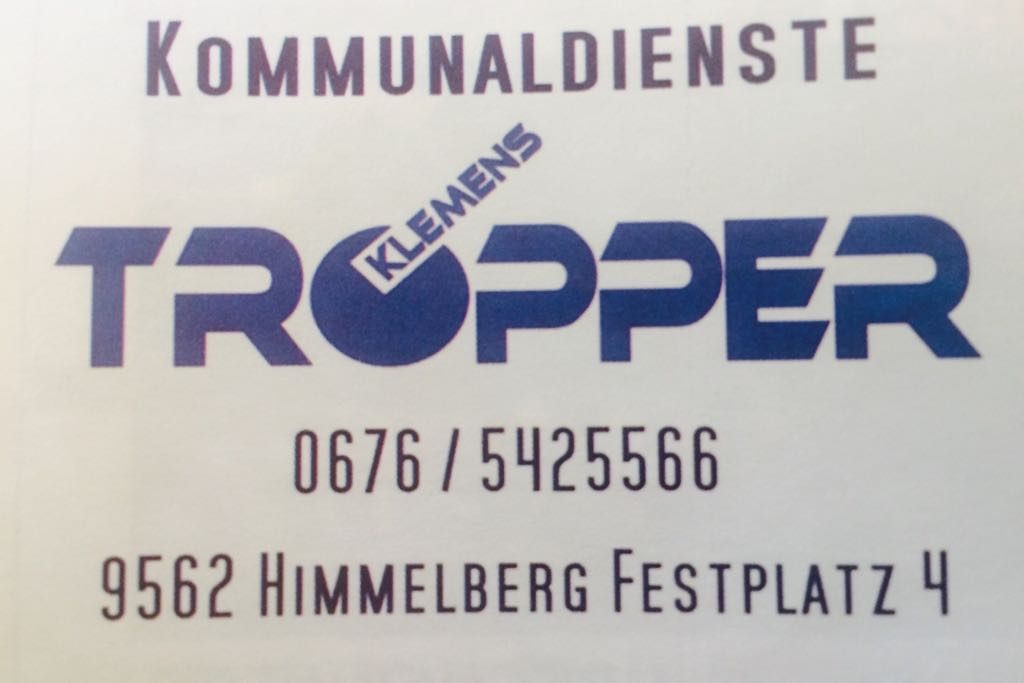 KOMMUNALDIENSTE
KLEMENS
TROPPER
0676 / 5425566
9562 HIMMELBERG FESTPLATZ 4